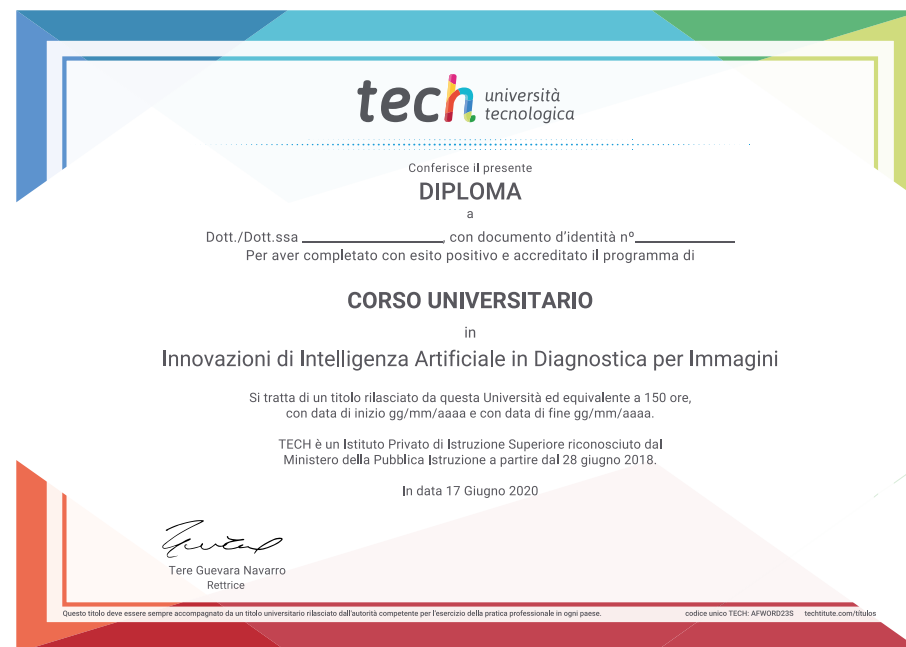 tech università
tecnologica
Conferisce il presente
DIPLOMA
a
Dott./Dott.ssa ____________________, con documento d'identità nº______________
Per aver completato con esito positivo e accreditato il programma di
CORSO UNIVERSITARIO
in
Innovazioni di Intelligenza Artificiale in Diagnostica per Immagini
Si tratta di un titolo rilasciato da questa Università ed equivalente a 150 ore,
con data di inizio gg/mm/aaaa e con data di fine gg/mm/aaaa.
TECH è un Istituto Privato di Istruzione Superiore riconosciuto dal
Ministero della Pubblica Istruzione a partire dal 28 giugno 2018.
In data 17 Giugno 2020
Tere Guevara Navarro
Rettrice
Questo titolo deve essere sempre accompagnato da un titolo universitario rilasciato dall'autorità competente per l'esercizio della pratica professionale in ogni paese. codice unico TECH: AFWORD23S techtitute.com/titulos